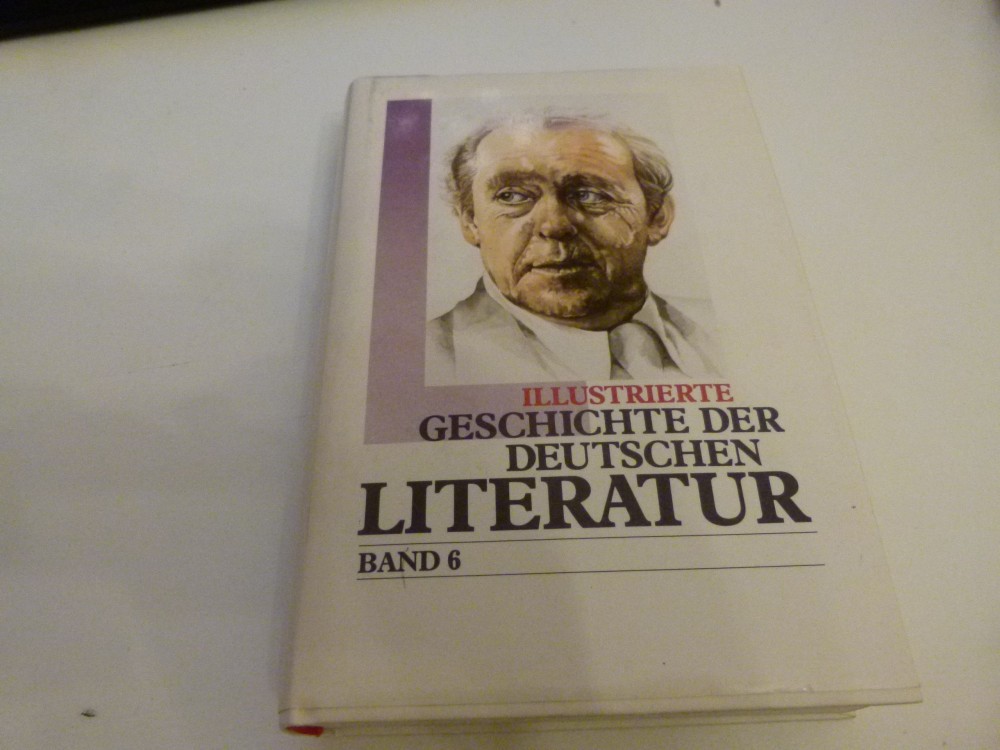 ILLUSTRIERTE
GESCHICHTE DER
DEUTSCHEN
LITERATUR
BAND 6